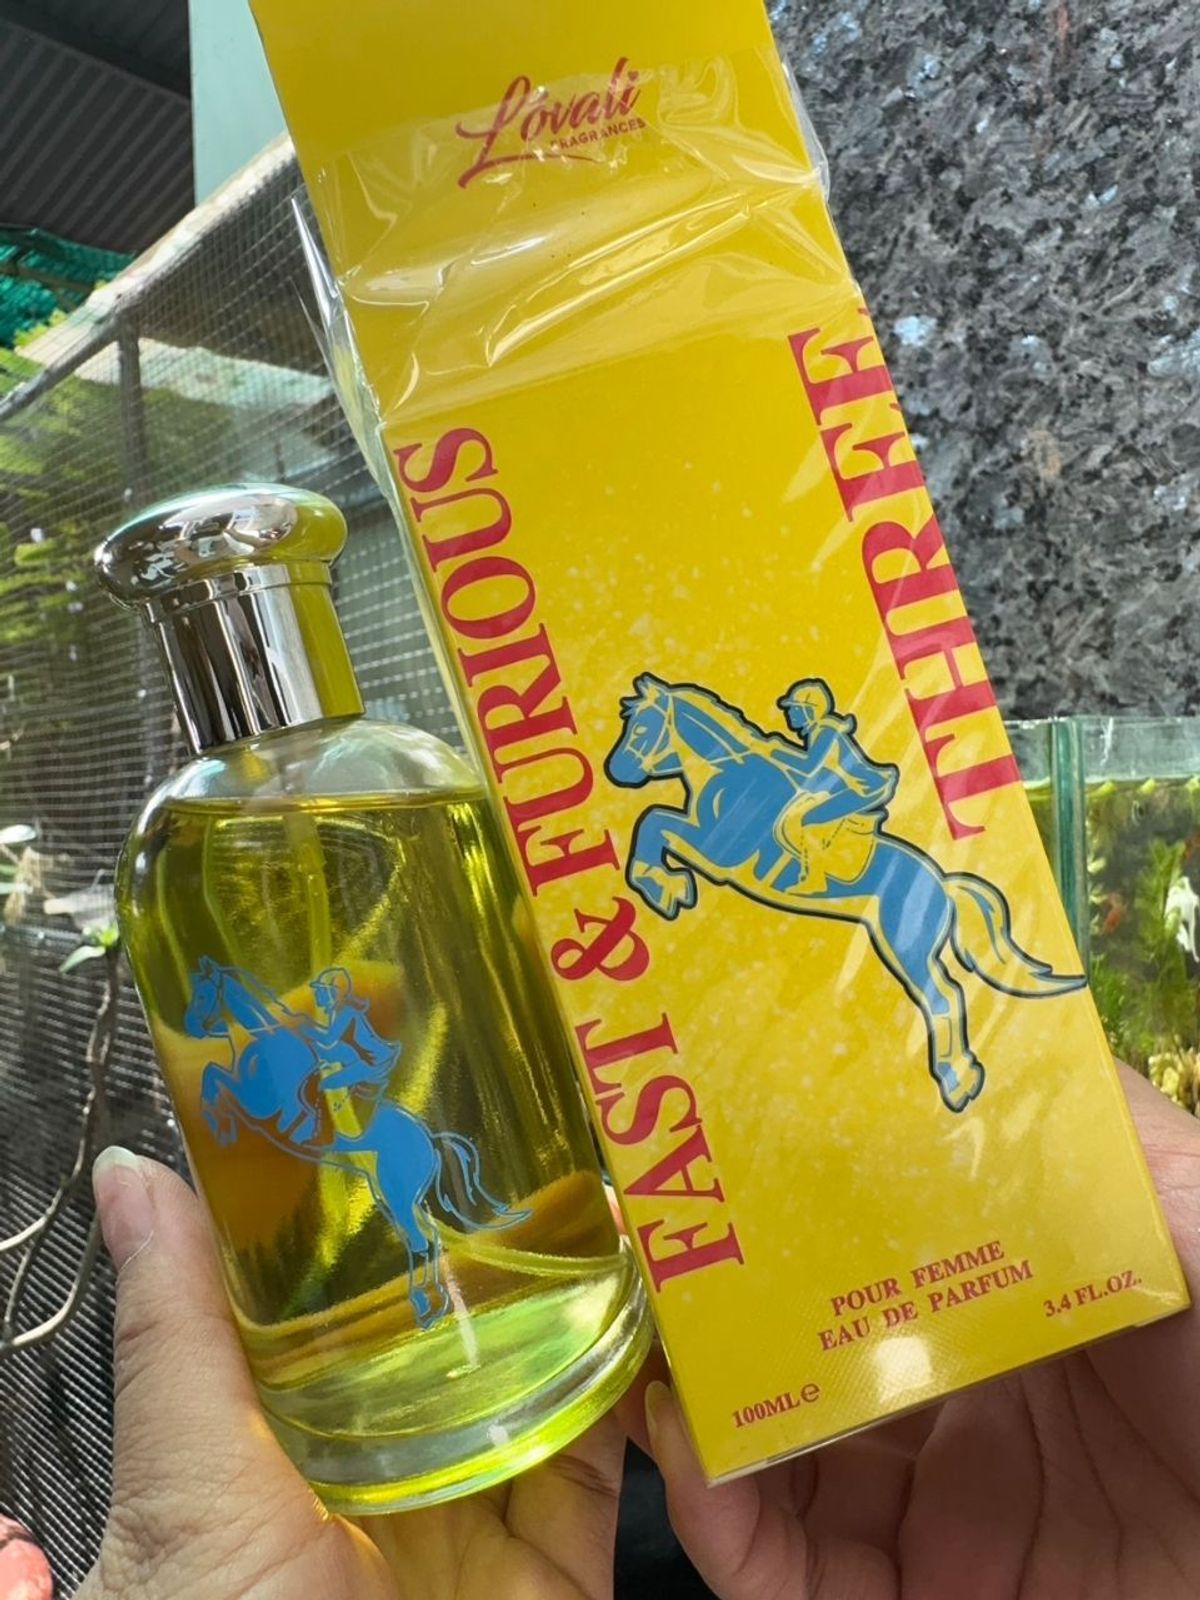 Lovali
FRAGRANCES
FAST & FURIOUS
THREE
POUR FEMME
EAU DE PARFUM
3.4 FL.OZ.
100ML e